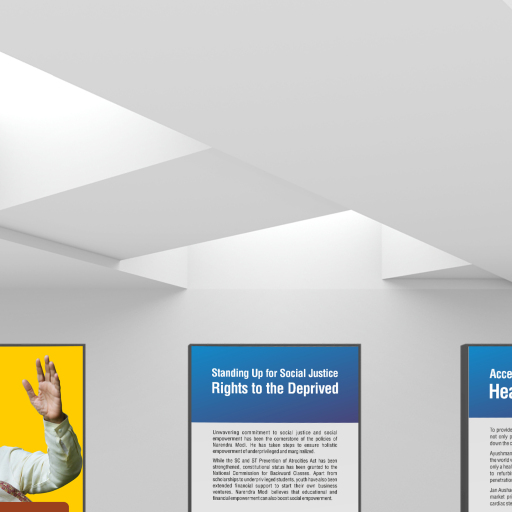 Standing Up for Social Justice
Rights to the Deprived
Unwavering commitment to social justice and social
empowerment has been the cornerstone of the politics of
Narendra Modi. He has taken steps to ensure holistic
empowerment of underprivileged and marginalized.
While the SC and ST Prevention of Atrocities Act has been
strengthened, constitutional status has been granted to the
National Commission for Backward Classes. Apart from
scholarships to underprivileged students, youth have also been
extended financial support to start their own business
ventures. Narendra Modi believes that educational and
financial empowerment can also boost social empowerment.
Acce
Hea
To provide
not only p
down the c
Ayushman
the world
only a heal
to refurbi
penetration
Jan Aushad
market pri
cardiac ste